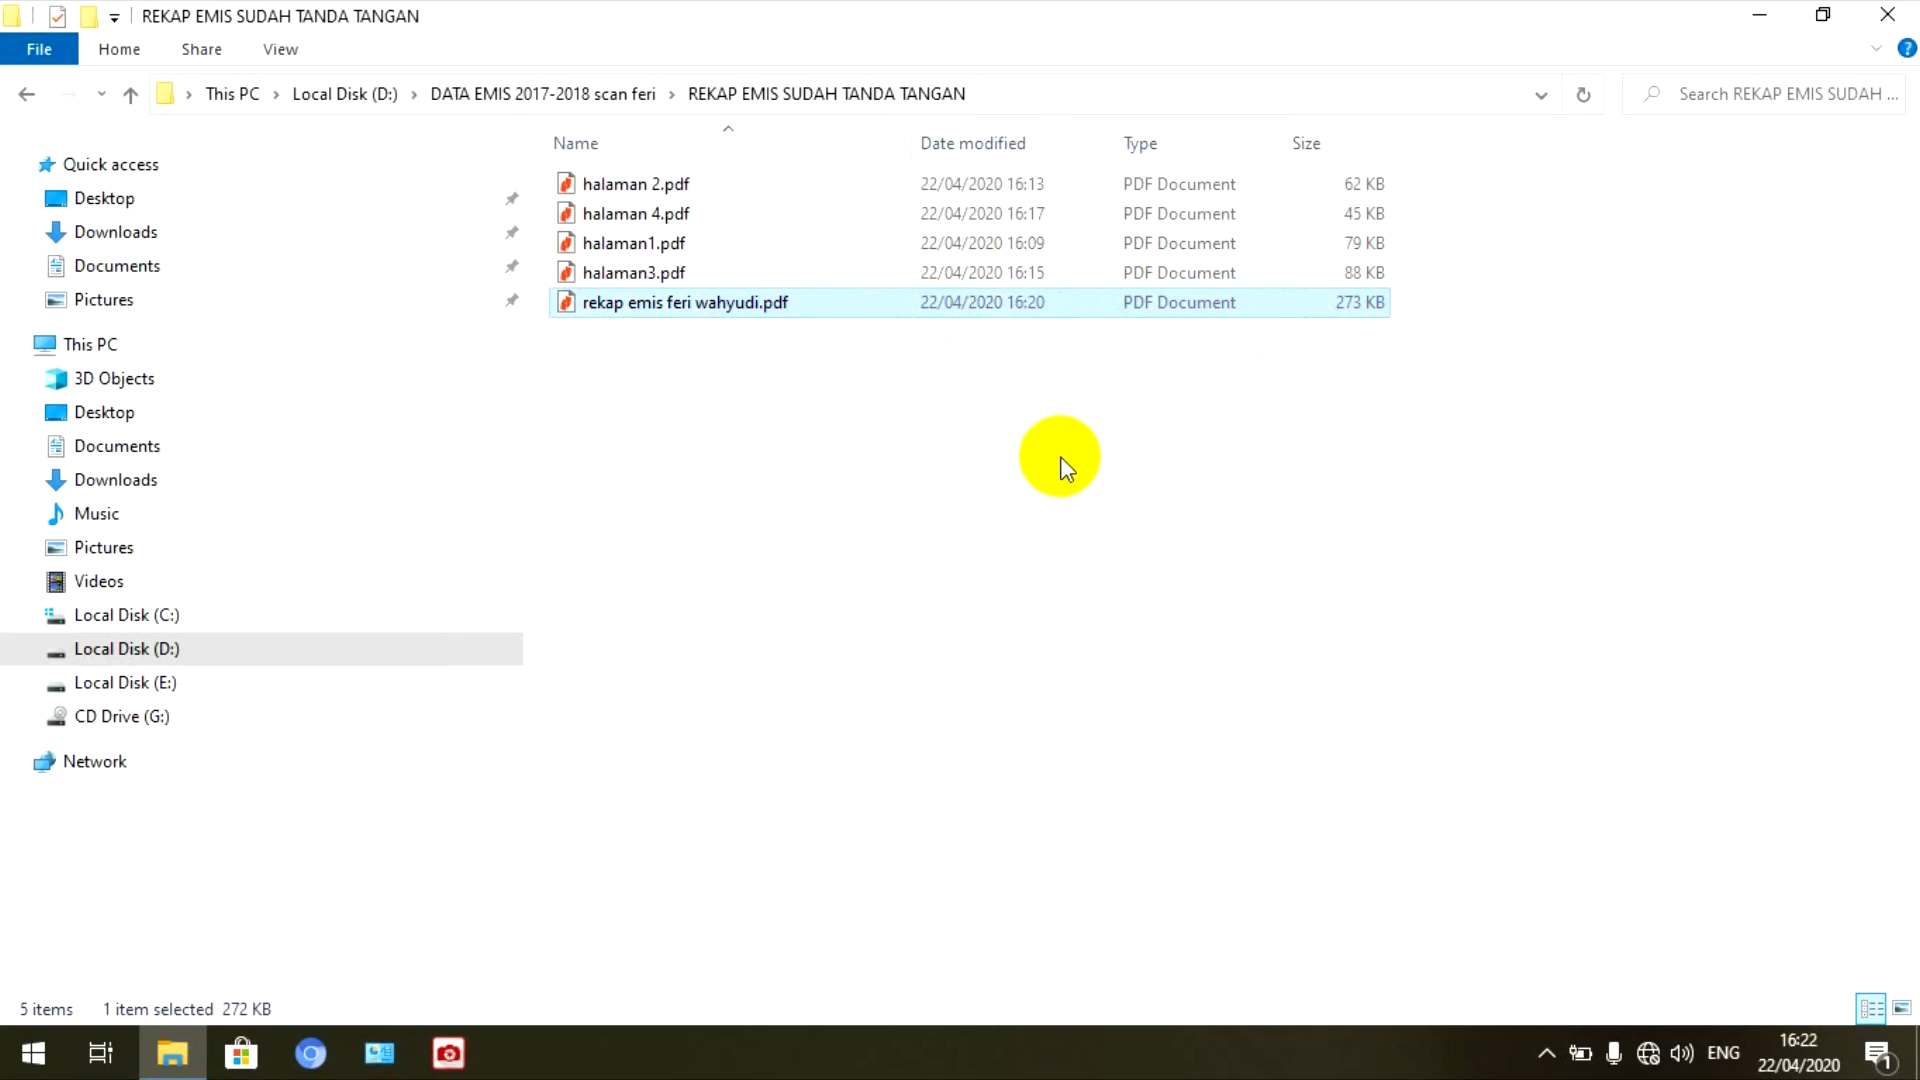 REKAP EMIS SUDAH TANDA TANGAN
File Home Share View
This PC Local Disk (D:) DATA EMIS 2017-2018 scan feri REKAP EMIS SUDAH TANDA TANGAN
Search REKAP EMIS SUDAH ...
Name Date modified Type Size
halaman 2.pdf 22/04/2020 16:13 PDF Document 62 KB
halaman 4.pdf 22/04/2020 16:17 PDF Document 45 KB
halaman1.pdf 22/04/2020 16:09 PDF Document 79 KB
halaman3.pdf 22/04/2020 16:15 PDF Document 88 KB
rekap emis feri wahyudi.pdf 22/04/2020 16:20 PDF Document 273 KB
Quick access
Desktop
Downloads
Documents
Pictures
This PC
3D Objects
Desktop
Documents
Downloads
Music
Pictures
Videos
Local Disk (C:)
Local Disk (D:)
Local Disk (E:)
CD Drive (G:)
Network
5 items 1 item selected 272 KB
ENG
16:22
22/04/2020
1